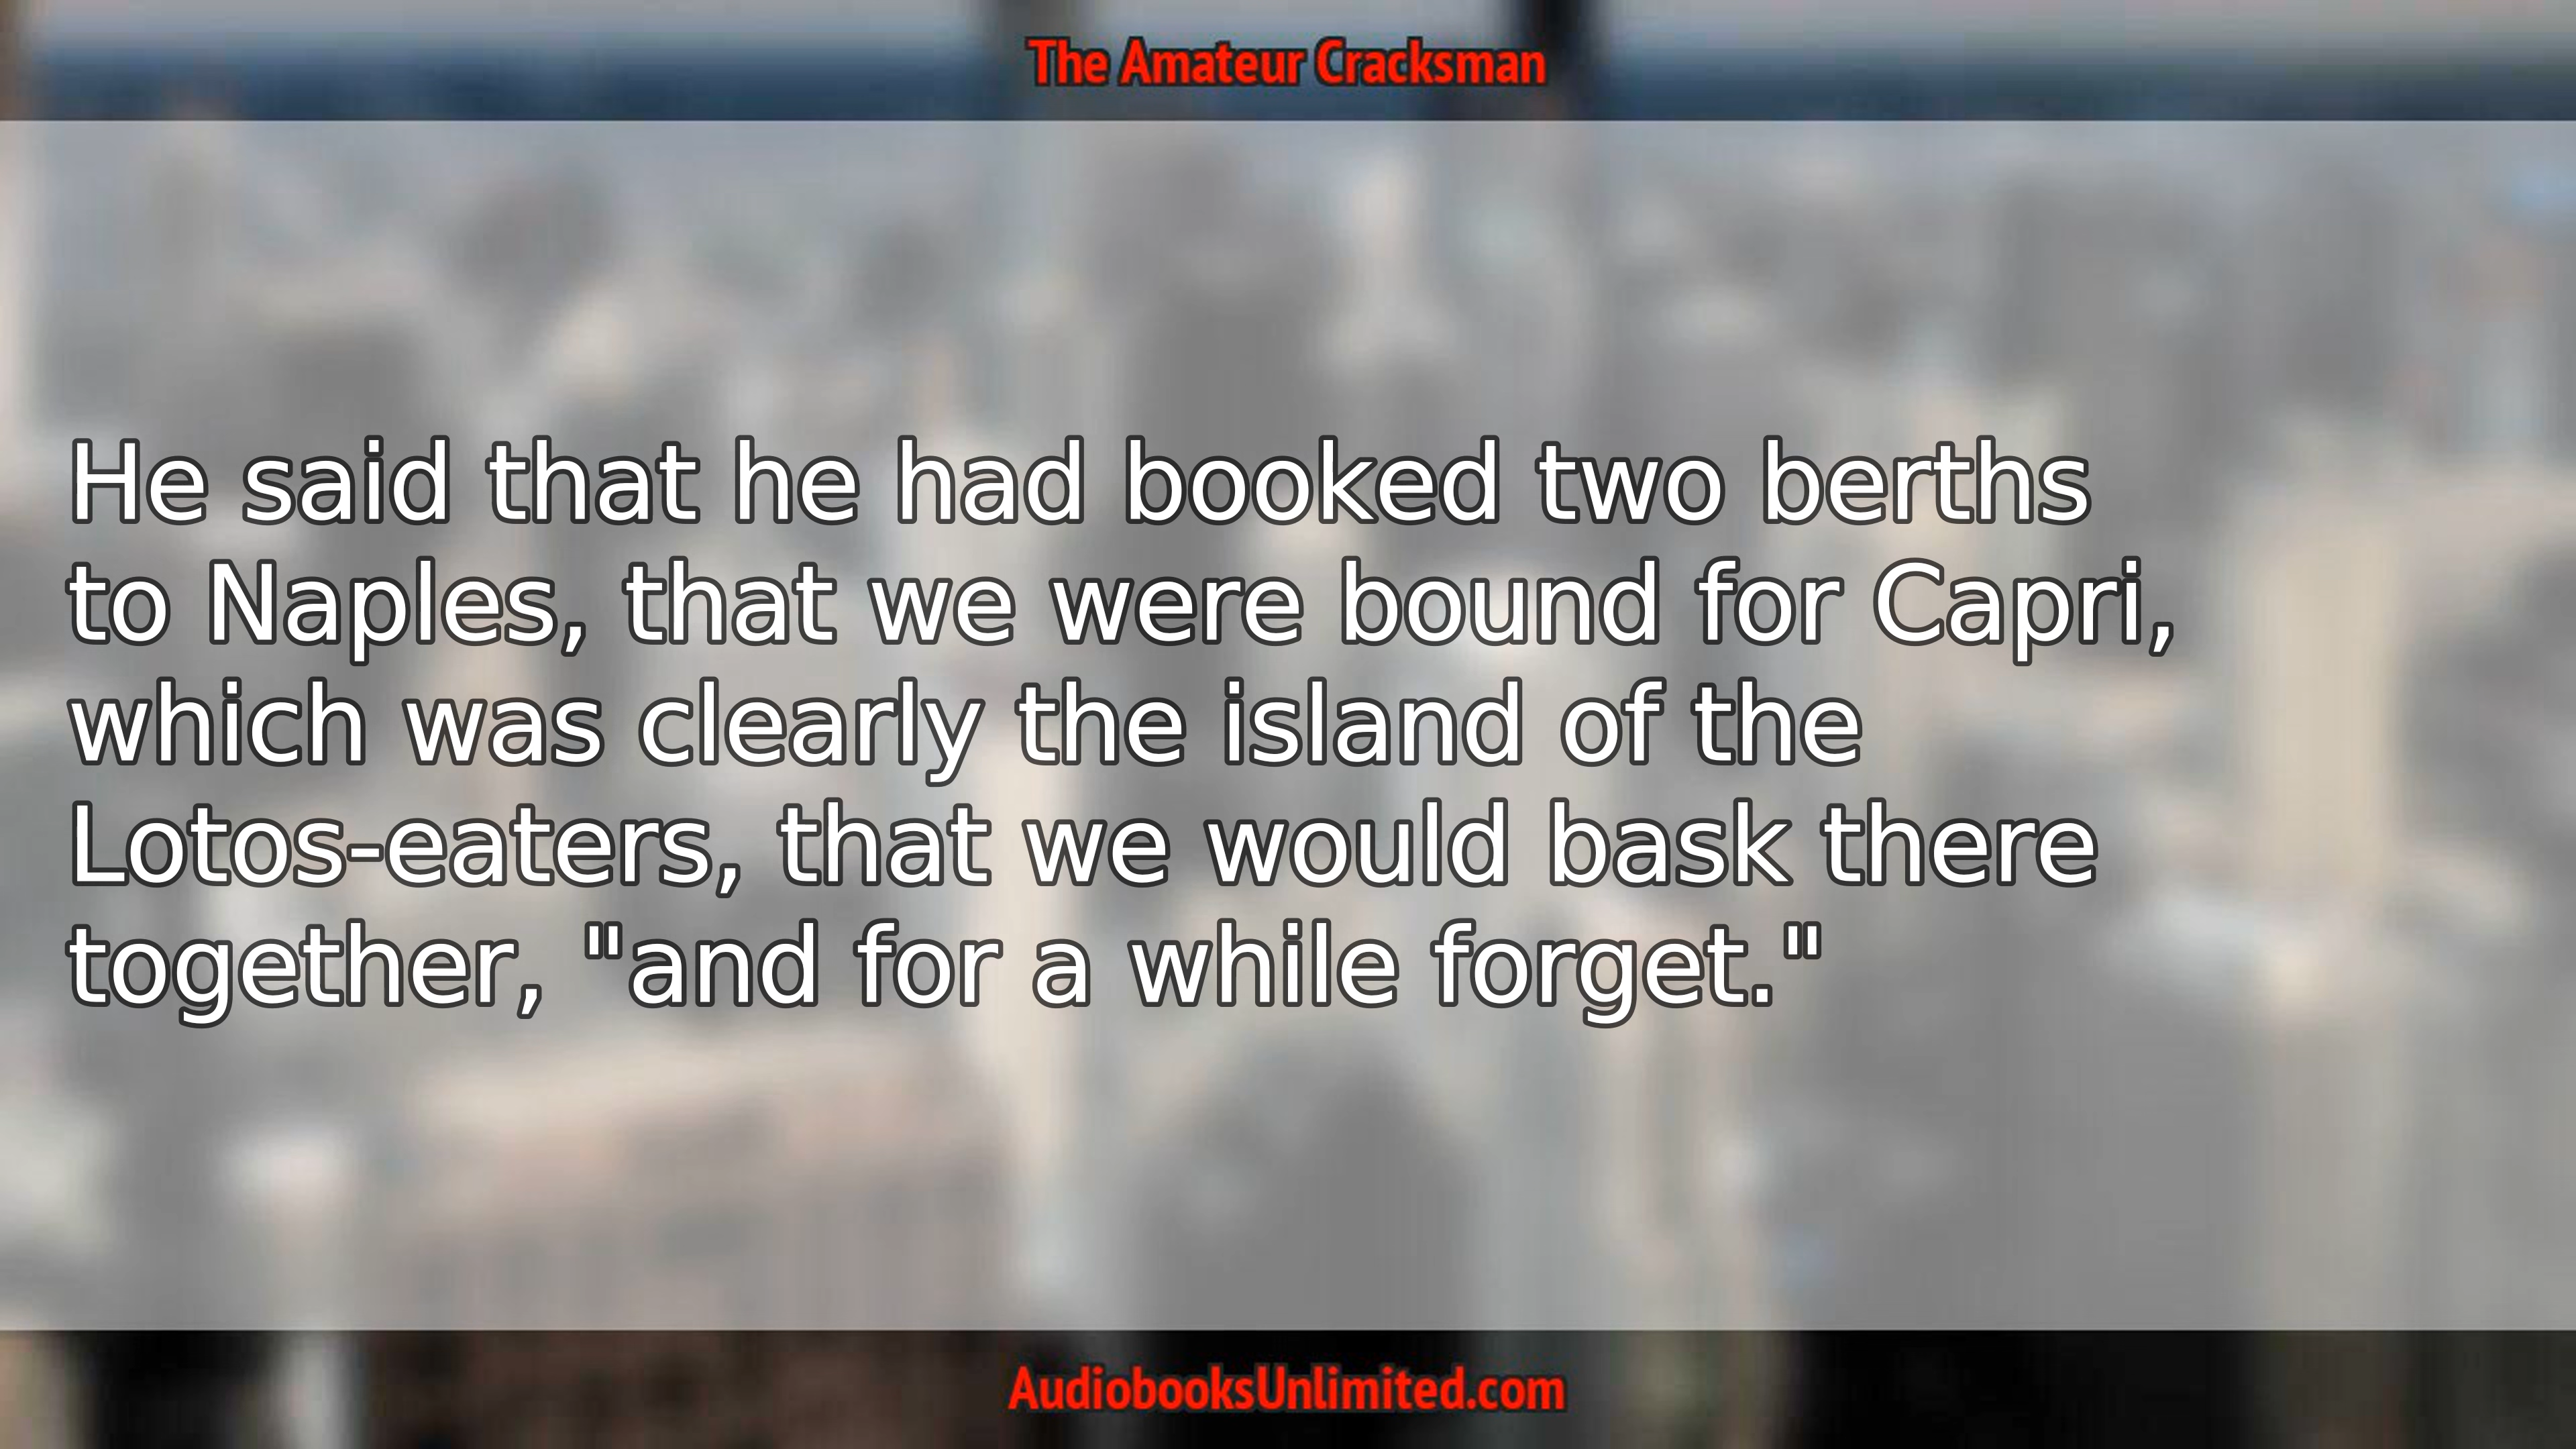 The Amateur Cracksman
He said that he had booked two berths
to Naples, that we were bound for Capri,
which was clearly the island of the
Lotos-eaters, that we would bask there
together, "and for a while forget."
AudiobooksUnlimited.com